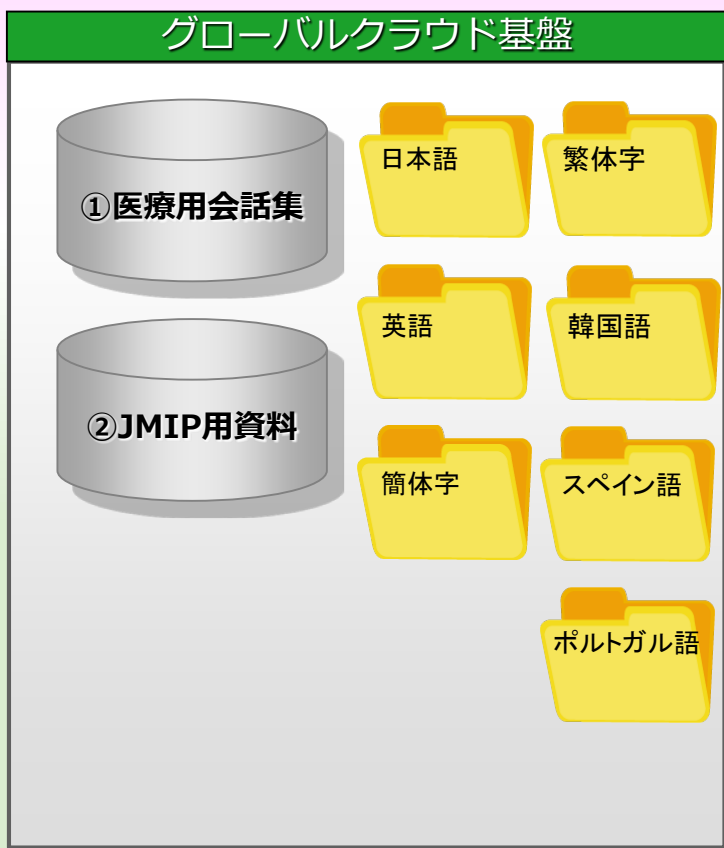 グローバルクラウド基盤
①医療用会話集
②JMIP用資料
日本語
繁体字
英語
韓国語
簡体字
スペイン語
ポルトガル語